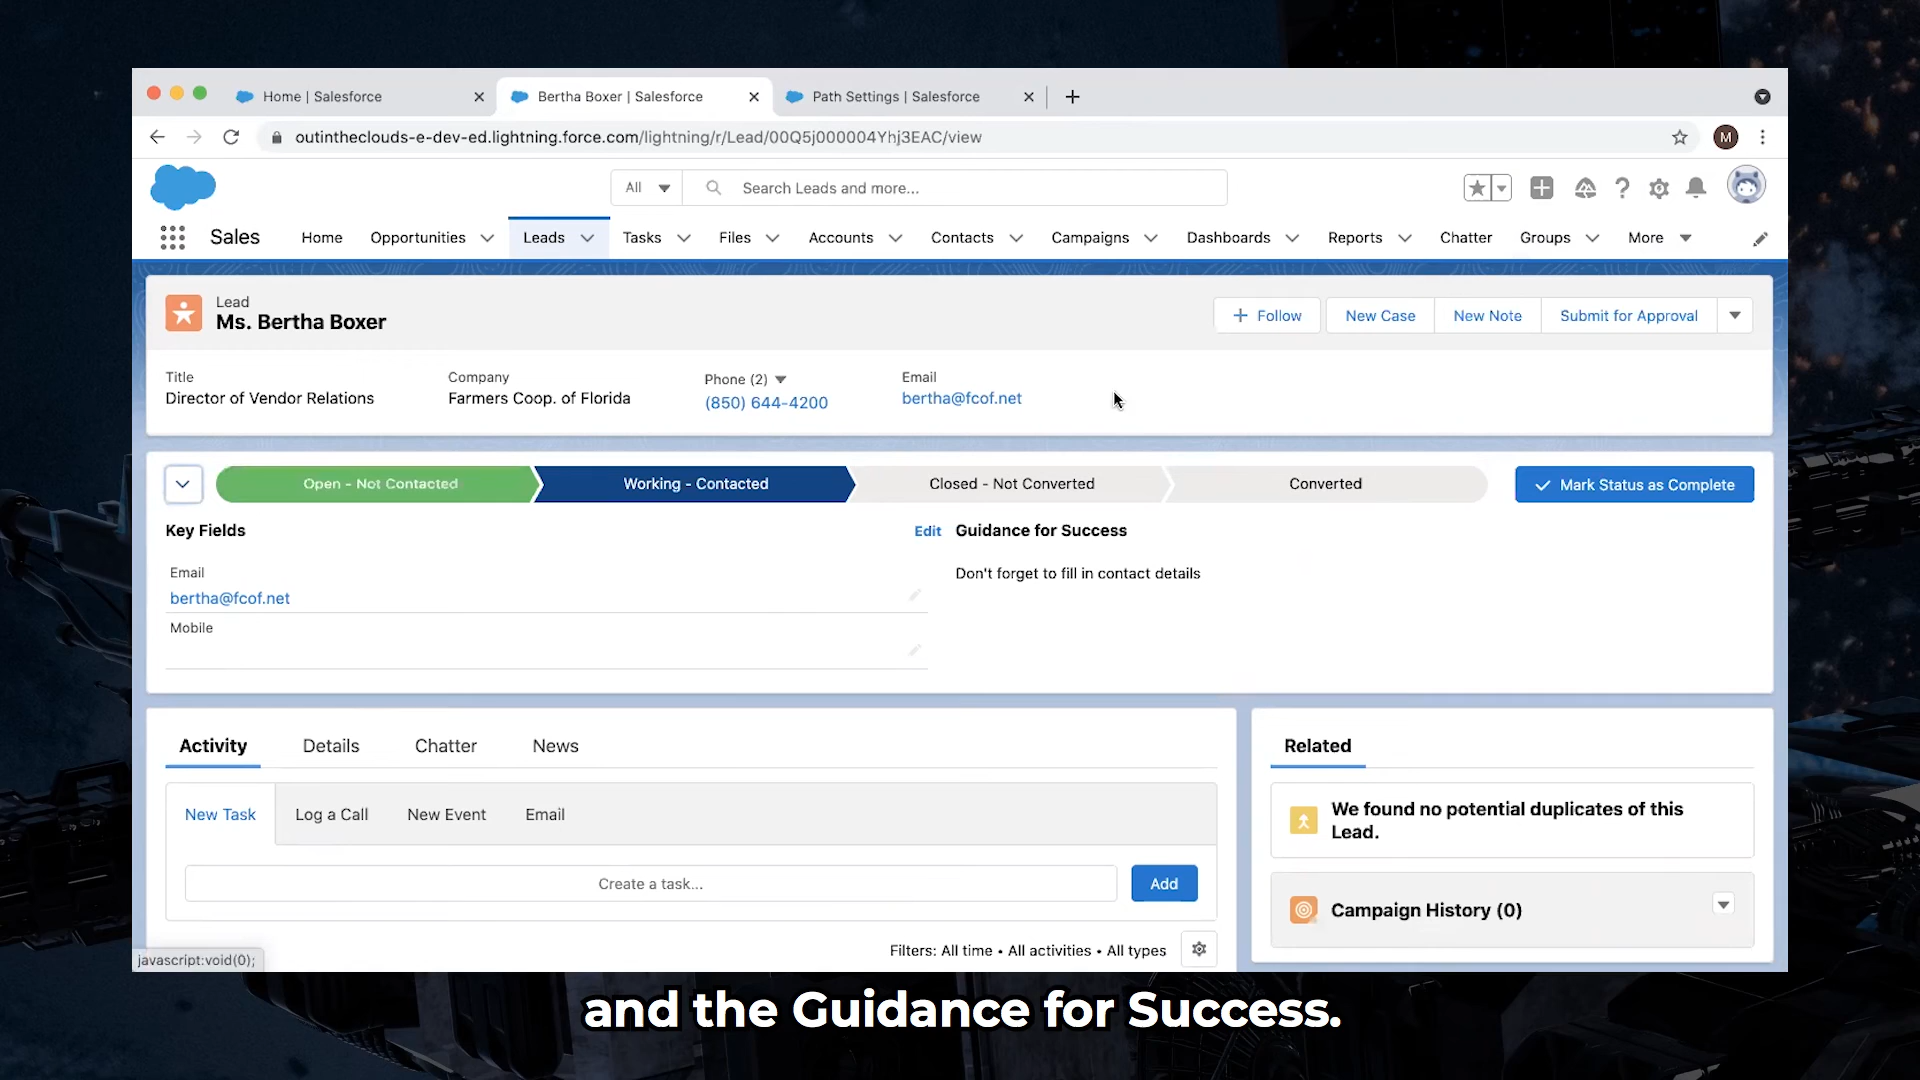 Home | Salesforce
Bertha Boxer | Salesforce
Path Settings | Salesforce
outintheclouds-e-dev-ed.lightning.force.com/lightning/r/Lead/00Q5j000004Yhj3EAC/view
M
All
Search Leads and more...
Sales
Home
Opportunities
Leads
Tasks
Files
Accounts
Contacts
Campaigns
Dashboards
Reports
Chatter
Groups
More
Lead
Ms. Bertha Boxer
+ Follow
New Case
New Note
Submit for Approval
Title
Director of Vendor Relations
Company
Farmers Coop. of Florida
Phone (2)
(850) 644-4200
Email
bertha@fcof.net
Open - Not Contacted
Working - Contacted
Closed - Not Converted
Converted
Mark Status as Complete
Key Fields
Edit
Guidance for Success
Email
bertha@fcof.net
Mobile
Don't forget to fill in contact details
Activity
Details
Chatter
News
New Task
Log a Call
New Event
Email
Create a task...
Add
Filters: All time • All activities • All types
Related
We found no potential duplicates of this
Lead.
Campaign History (0)
javascript:void(0);
and the Guidance for Success.